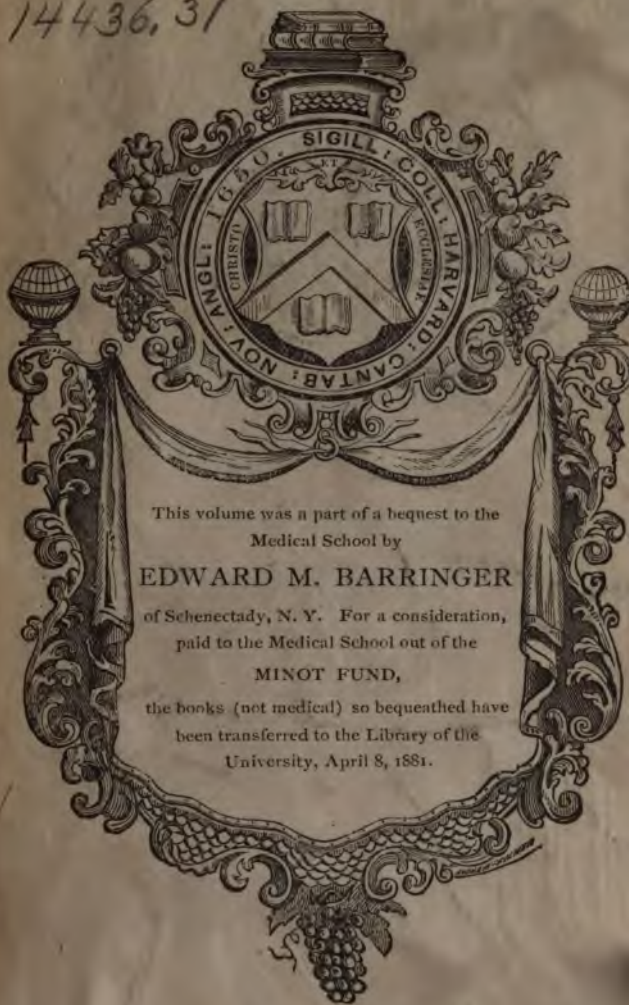 14436.31
SIGILL: COLL: HARVARD: CANTAB: NOV: ANGL: 1650.
ET
CHRISTO
ECCLESIAE
This volume was a part of a bequest to the
Medical School by
EDWARD M. BARRINGER
of Schenectady, N. Y. For a consideration,
paid to the Medical School out of the
MINOT FUND,
the books (not medical) so bequeathed have
been transferred to the Library of the
University, April 8, 1881.